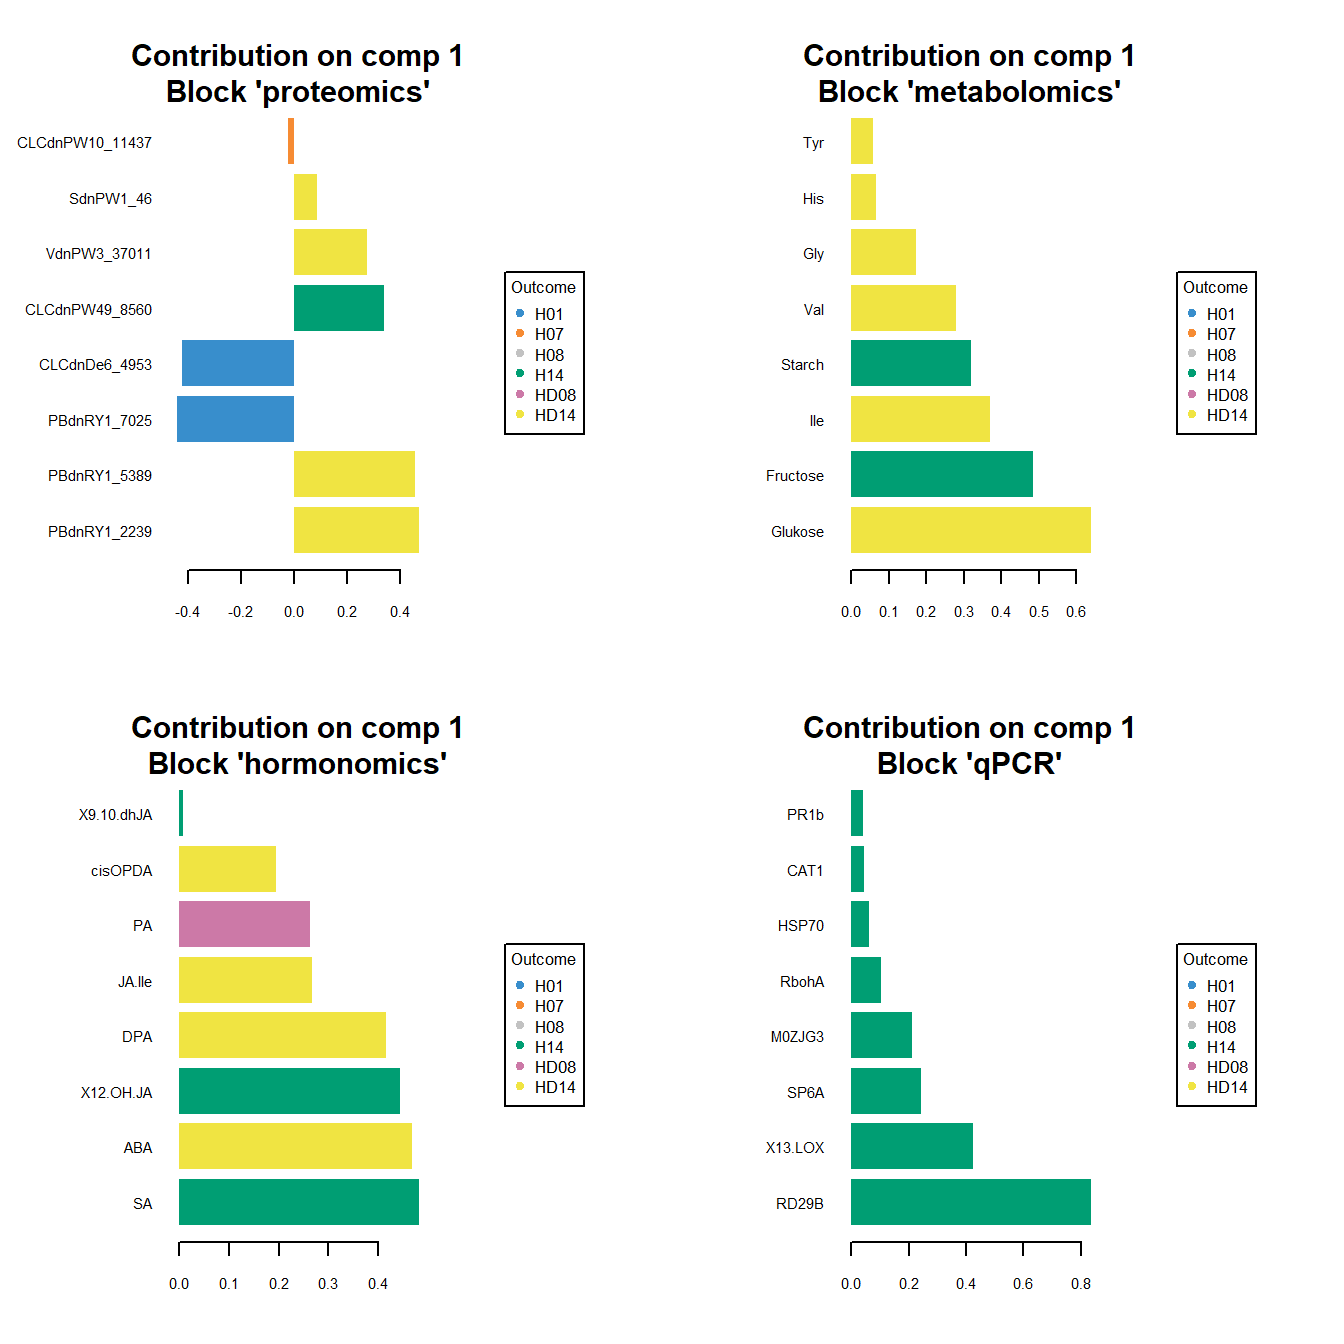 Contribution on comp 1
Block 'proteomics'
CLCdnPW10_11437
SdnPW1_46
VdnPW3_37011
CLCdnPW49_8560
CLCdnDe6_4953
PBdnRY1_7025
PBdnRY1_5389
PBdnRY1_2239
-0.4 -0.2 0.0 0.2 0.4
Outcome
H01
H07
H08
H14
HD08
HD14
Contribution on comp 1
Block 'metabolomics'
Tyr
His
Gly
Val
Starch
Ile
Fructose
Glukose
0.0 0.1 0.2 0.3 0.4 0.5 0.6
Outcome
H01
H07
H08
H14
HD08
HD14
Contribution on comp 1
Block 'hormonomics'
X9.10.dhJA
cisOPDA
PA
JA.Ile
DPA
X12.OH.JA
ABA
SA
0.0 0.1 0.2 0.3 0.4
Outcome
H01
H07
H08
H14
HD08
HD14
Contribution on comp 1
Block 'qPCR'
PR1b
CAT1
HSP70
RbohA
M0ZJG3
SP6A
X13.LOX
RD29B
0.0 0.2 0.4 0.6 0.8
Outcome
H01
H07
H08
H14
HD08
HD14